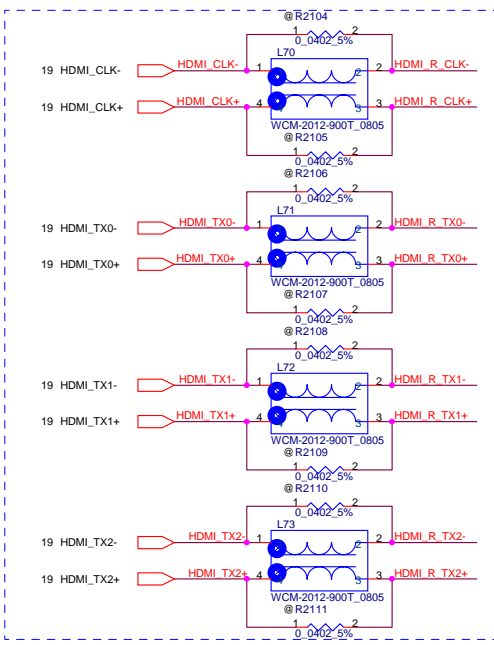 @ R2104
1 2
0_0402_5%
L70
19 HDMI_CLK- HDMI_CLK- 1 2 2 HDMI_R_CLK-
19 HDMI_CLK+ HDMI_CLK+ 4 3 3 HDMI_R_CLK+
WCM-2012-900T_0805
@ R2105
1 2
0_0402_5%
@ R2106
1 2
0_0402_5%
L71
19 HDMI_TX0- HDMI_TX0- 1 2 2 HDMI_R_TX0-
19 HDMI_TX0+ HDMI_TX0+ 4 3 3 HDMI_R_TX0+
WCM-2012-900T_0805
@ R2107
1 2
0_0402_5%
@ R2108
1 2
0_0402_5%
L72
19 HDMI_TX1- HDMI_TX1- 1 2 2 HDMI_R_TX1-
19 HDMI_TX1+ HDMI_TX1+ 4 3 3 HDMI_R_TX1+
WCM-2012-900T_0805
@ R2109
1 2
0_0402_5%
@ R2110
1 2
0_0402_5%
L73
19 HDMI_TX2- HDMI_TX2- 1 2 2 HDMI_R_TX2-
19 HDMI_TX2+ HDMI_TX2+ 4 3 3 HDMI_R_TX2+
WCM-2012-900T_0805
@ R2111
1 2
0_0402_5%